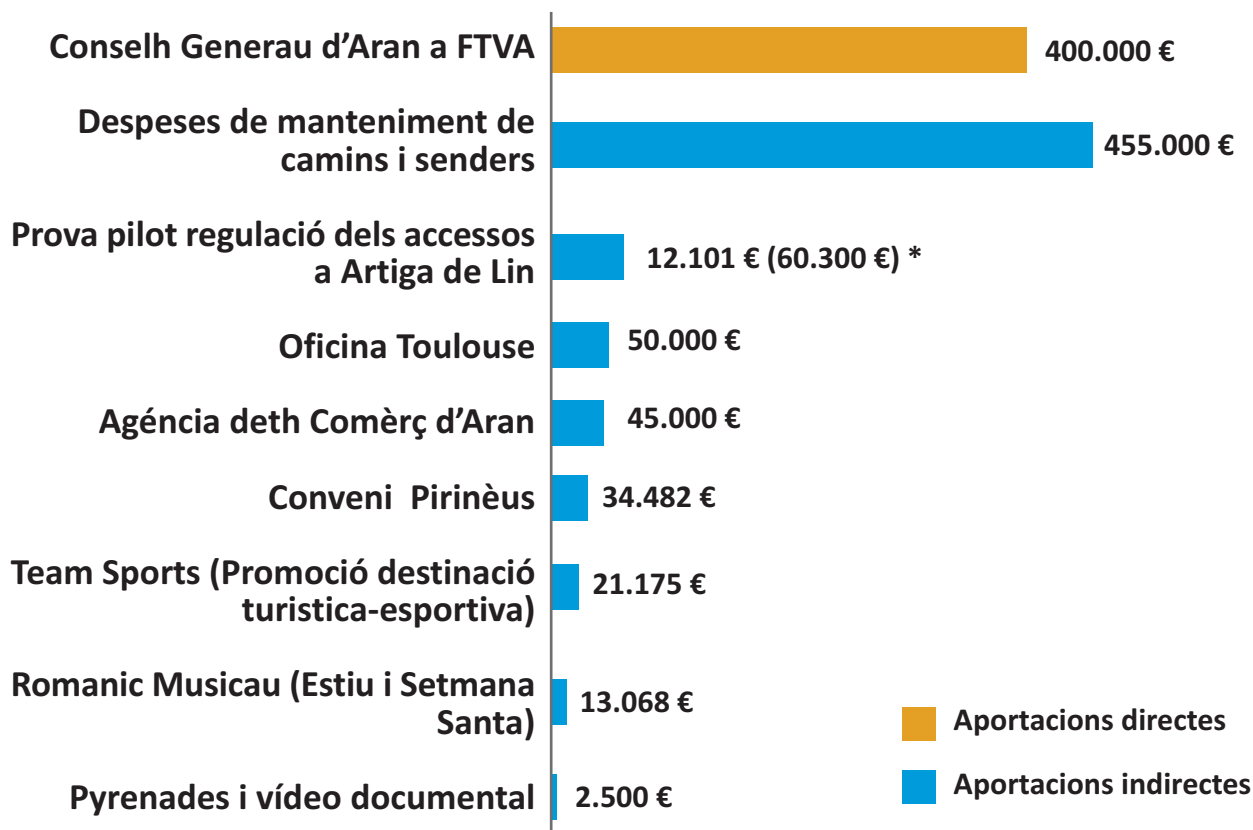 Conselh Generau d'Aran a FTVA
400.000 €
Despeses de manteniment de
camins i senders
455.000 €
Prova pilot regulació dels accessos
a Artiga de Lin
12.101 € (60.300 €) *
Oficina Toulouse
50.000 €
Agéncia deth Comèrç d'Aran
45.000 €
Conveni Pirinèus
34.482 €
Team Sports (Promoció destinació
turistica-esportiva)
21.175 €
Romanic Musicau (Estiu i Setmana
Santa)
13.068 €
Pyrenades i vídeo documental
2.500 €
Aportacions directes
Aportacions indirectes